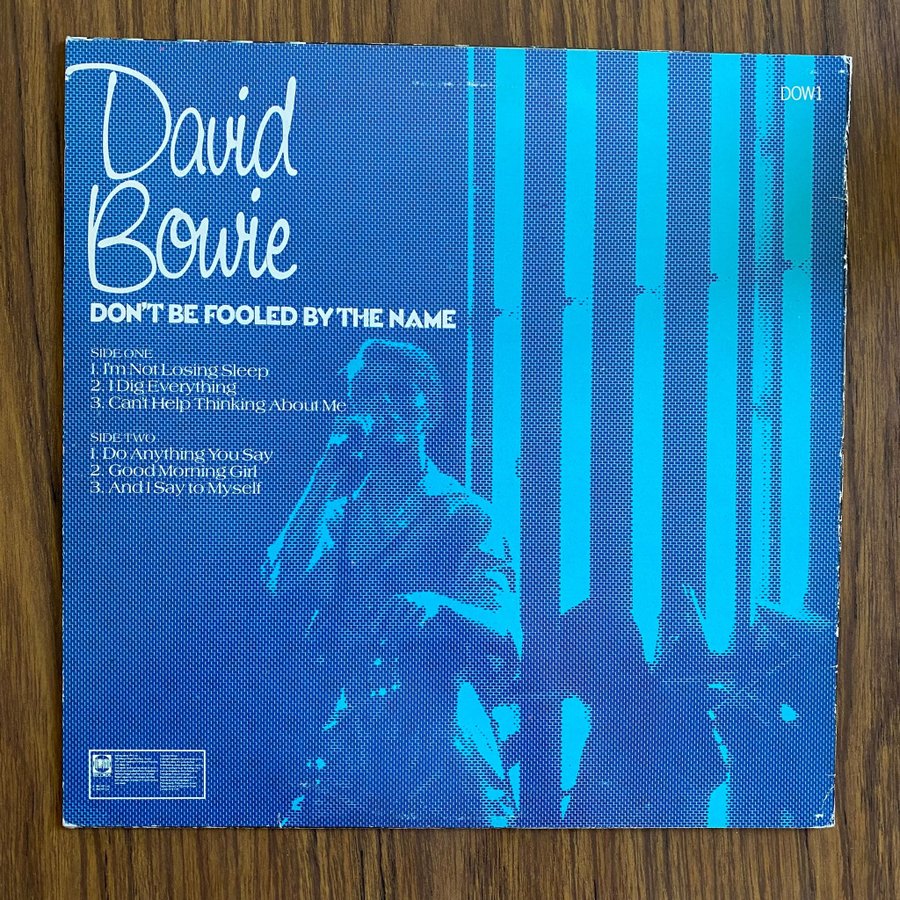 David
Bowie
DOW1
DON'T BE FOOLED BY THE NAME
SIDE ONE
1. I'm Not Losing Sleep
2. I Dig Everything
3. Can't Help Thinking About Me
SIDE TWO
1. Do Anything You Say
2. Good Morning Girl
3. And I Say to Myself